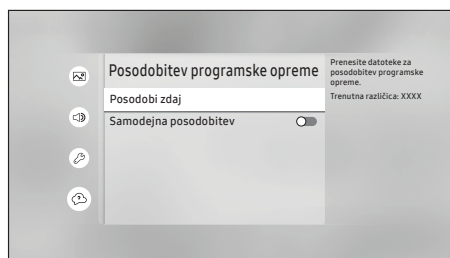 Posodobitev programske opreme
Posodobi zdaj
Samodejna posodobitev
Prenesite datoteke za
posodobitev programske
opreme.
Trenutna različica: XXXX